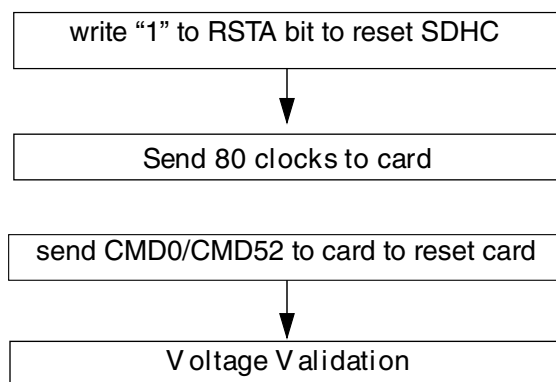 write “1” to RSTA bit to reset SDHC
Send 80 clocks to card
send CMD0/CMD52 to card to reset card
Voltage Validation